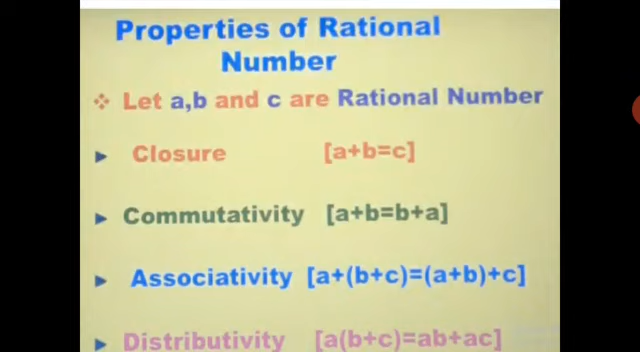 Properties of Rational
Number
❖ Let a,b and c are Rational Number
► Closure [a+b=c]
► Commutativity [a+b=b+a]
► Associativity [a+(b+c)=(a+b)+c]
► Distributivity [a(b+c)=ab+ac]